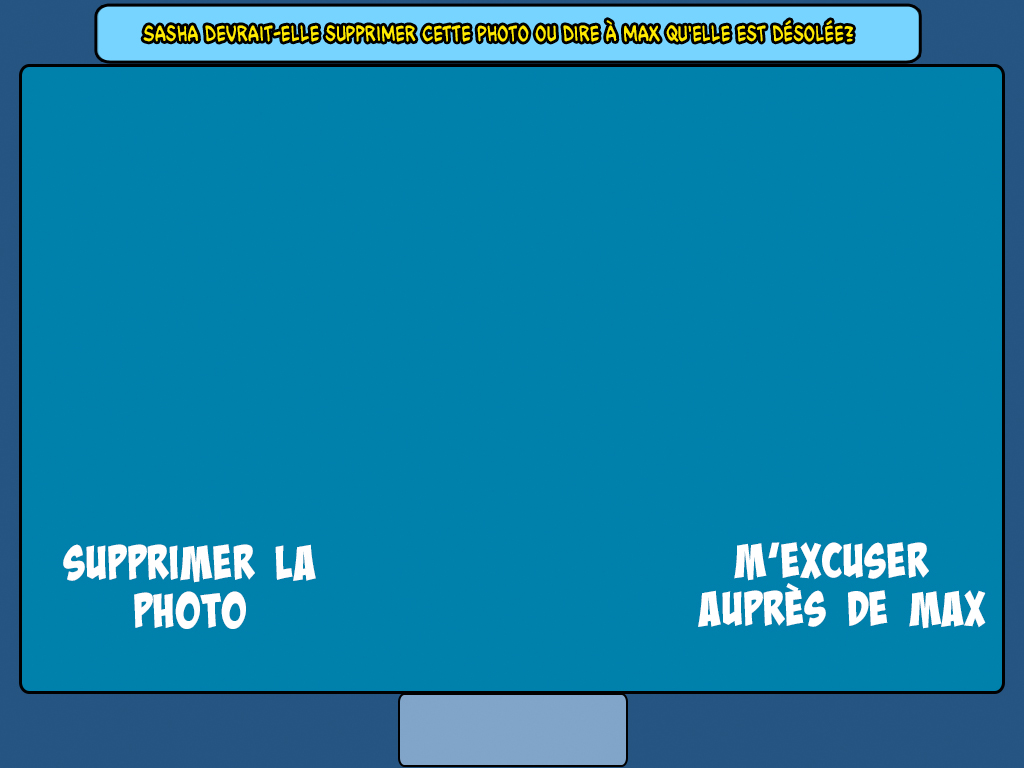 SASHA DEVRAIT-ELLE SUPPRIMER CETTE PHOTO OU DIRE À MAX QU'ELLE EST DÉSOLÉE?
SUPPRIMER LA
PHOTO
M'EXCUSER
AUPRÈS DE MAX